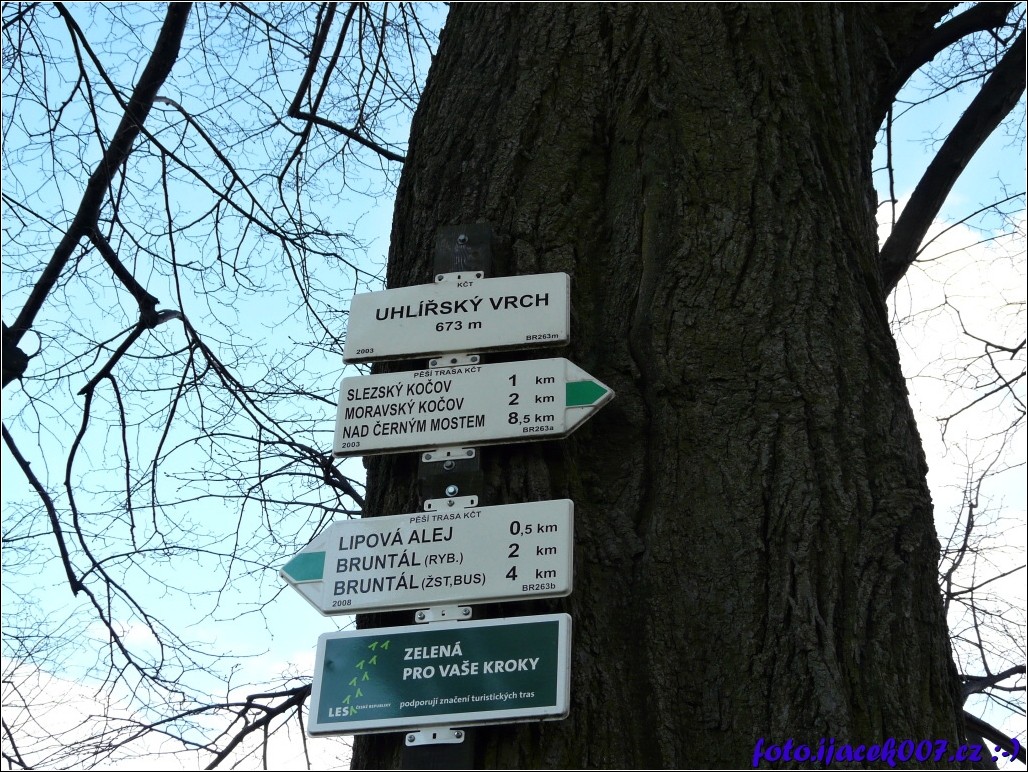 KČT
UHLÍŘSKÝ VRCH
673 m
2003 BR263m
PĚŠÍ TRASA KČT
SLEZSKÝ KOČOV 1 km
MORAVSKÝ KOČOV 2 km
NAD ČERNÝM MOSTEM 8,5 km
2003 BR263a
PĚŠÍ TRASA KČT
LIPOVÁ ALEJ 0,5 km
BRUNTÁL (RYB.) 2 km
BRUNTÁL (ŽST,BUS) 4 km
2008 BR263b
ZELENÁ
PRO VAŠE KROKY
LESY ČESKÉ REPUBLIKY podporují značení turistických tras
foto.ijacek007.cz :-)